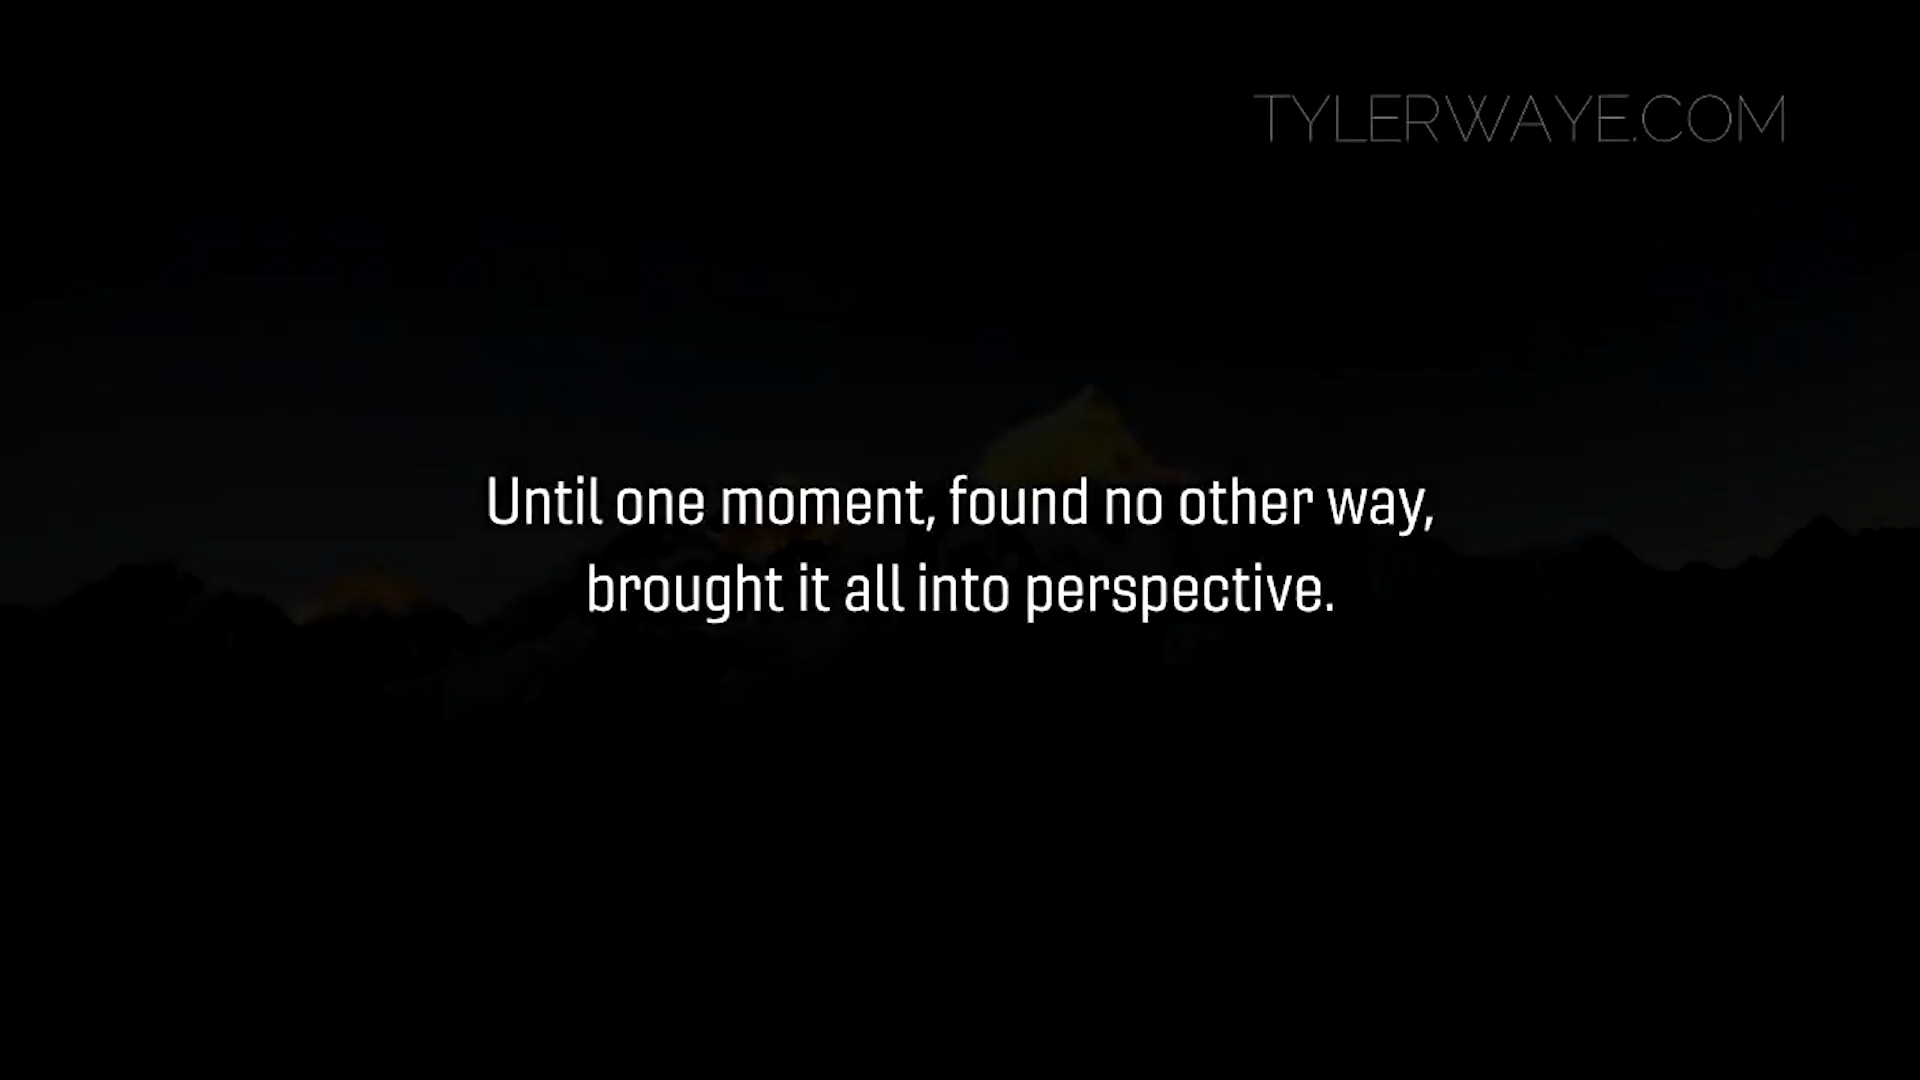 TYLERWAYE.COM
Until one moment, found no other way,
brought it all into perspective.